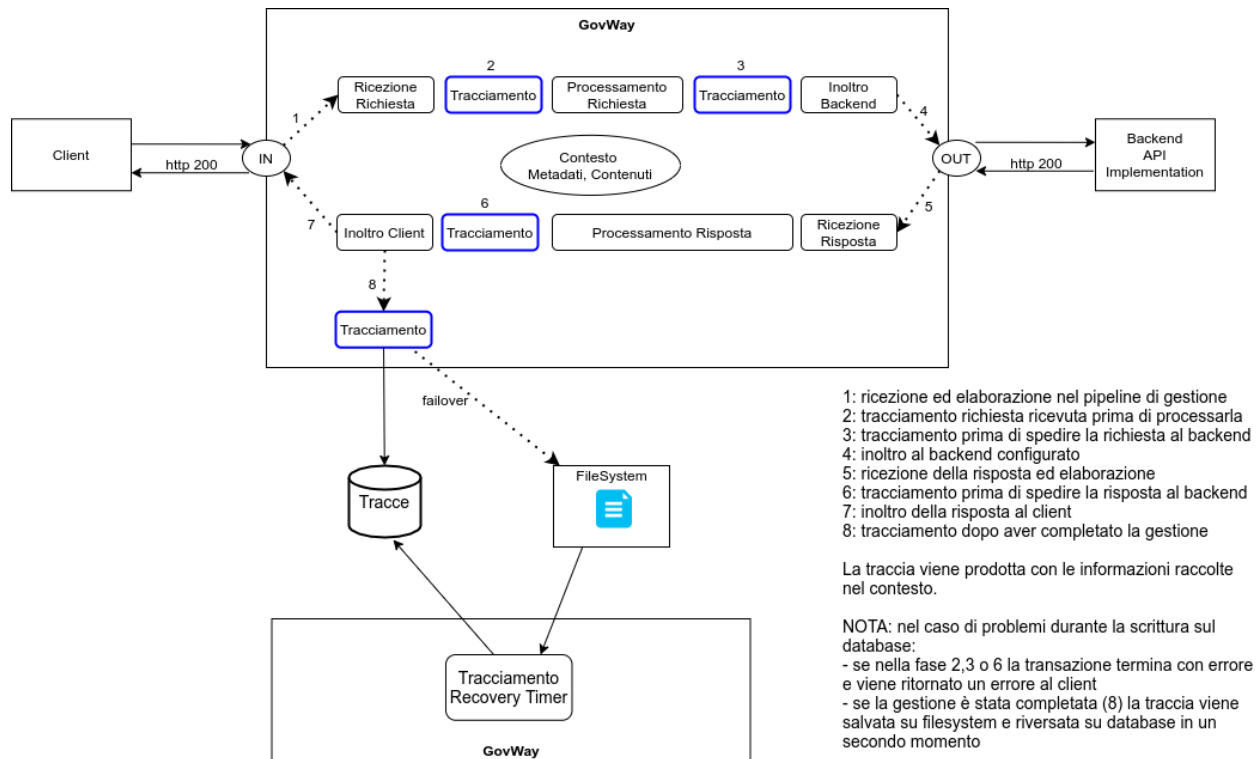 GovWay
2
3
Ricezione
Richiesta
Tracciamento
Processamento
Richiesta
Tracciamento
Inoltro
Backend
1
4
Client
http 200
IN
Contesto
Metadati, Contenuti
OUT
http 200
Backend
API
Implementation
7
6
5
Inoltro Client
Tracciamento
Processamento Risposta
Ricezione
Risposta
8
Tracciamento
failover
Tracce
FileSystem
Tracciamento
Recovery Timer
GovWay
1: ricezione ed elaborazione nel pipeline di gestione
2: tracciamento richiesta ricevuta prima di processarla
3: tracciamento prima di spedire la richiesta al backend
4: inoltro al backend configurato
5: ricezione della risposta ed elaborazione
6: tracciamento prima di spedire la risposta al backend
7: inoltro della risposta al client
8: tracciamento dopo aver completato la gestione
La traccia viene prodotta con le informazioni raccolte
nel contesto.
NOTA: nel caso di problemi durante la scrittura sul
database:
- se nella fase 2,3 o 6 la transazione termina con errore
e viene ritornato un errore al client
- se la gestione è stata completata (8) la traccia viene
salvata su filesystem e riversata su database in un
secondo momento